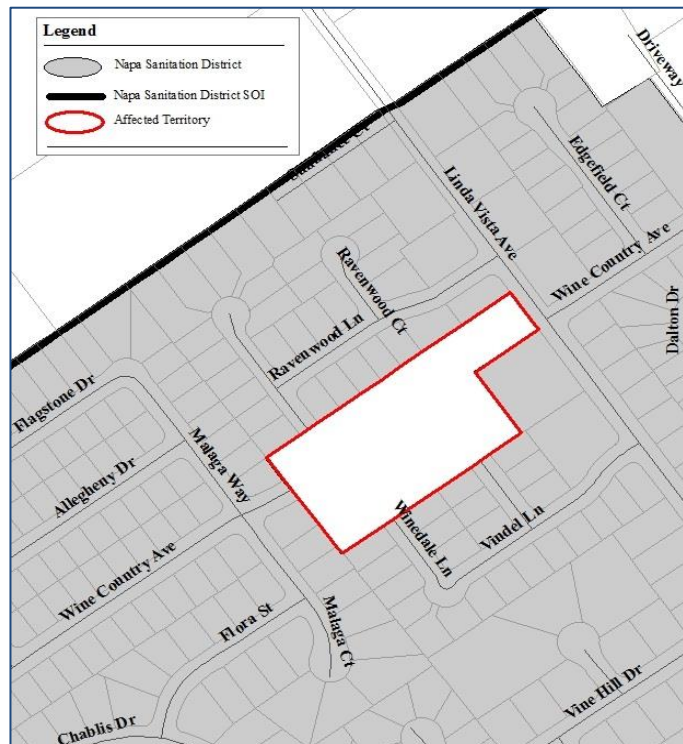 Legend
Napa Sanitation District
Napa Sanitation District SOI
Affected Territory
Driveway
Edgefield Ct
Linda Vista Ave
Wine Country Ave
Ravenwood Ct
Dalton Dr
Ravenwood Ln
Flagstone Dr
Malaga Way
Allegheny Dr
Winedale Ln
Vindel Ln
Wine Country Ave
Flora St
Malaga Ct
Vine Hill Dr
Chablis Dr